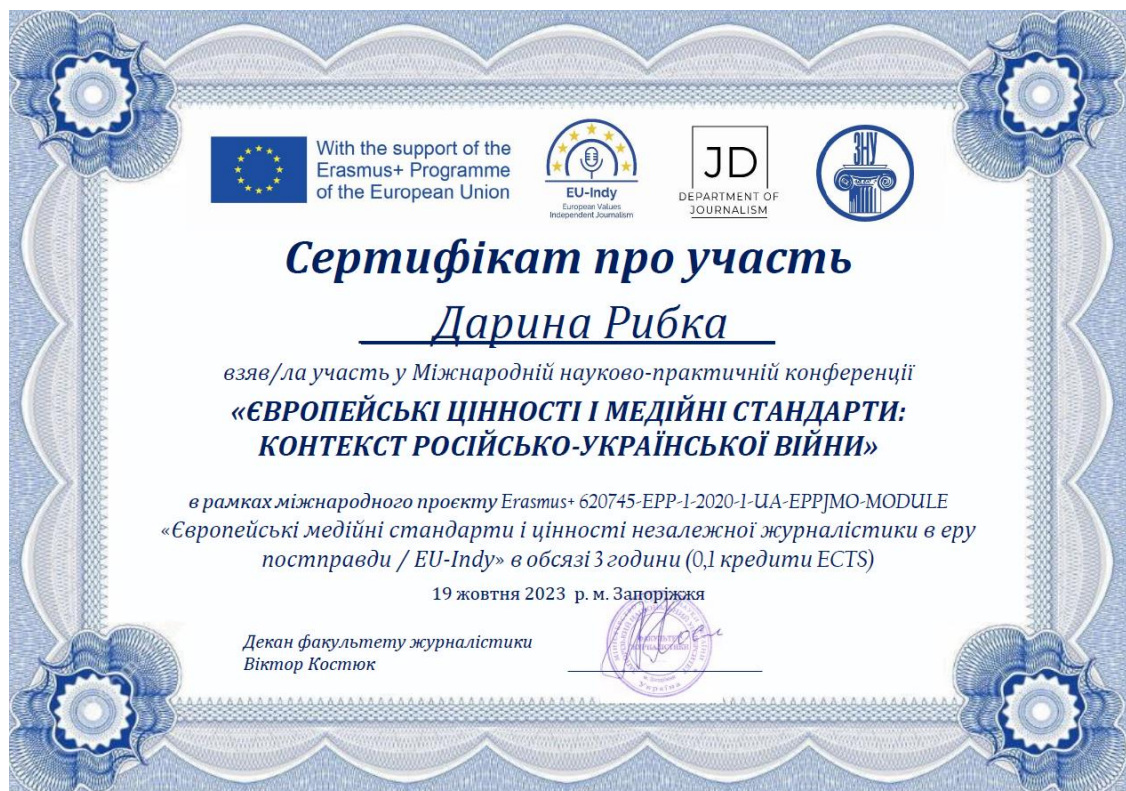 With the support of the
Erasmus+ Programme
of the European Union
EU-Indy
European Values
Independent Journalism
JD
DEPARTMENT OF
JOURNALISM
ЗНУ
Сертифікат про участь
Дарина Рибка
взяв/ла участь у Міжнародній науково-практичній конференції
«ЄВРОПЕЙСЬКІ ЦІННОСТІ І МЕДІЙНІ СТАНДАРТИ:
КОНТЕКСТ РОСІЙСЬКО-УКРАЇНСЬКОЇ ВІЙНИ»
в рамках міжнародного проєкту Erasmus+ 620745-EPP-1-2020-1-UA-EPPJMO-MODULE
«Європейські медійні стандарти і цінності незалежної журналістики в еру
постправди / EU-Indy» в обсязі 3 години (0,1 кредити ECTS)
19 жовтня 2023 р. м. Запоріжжя
Декан факультету журналістики
Віктор Костюк
ФАКУЛЬТЕТ
ЖУРНАЛІСТИКИ
Україна